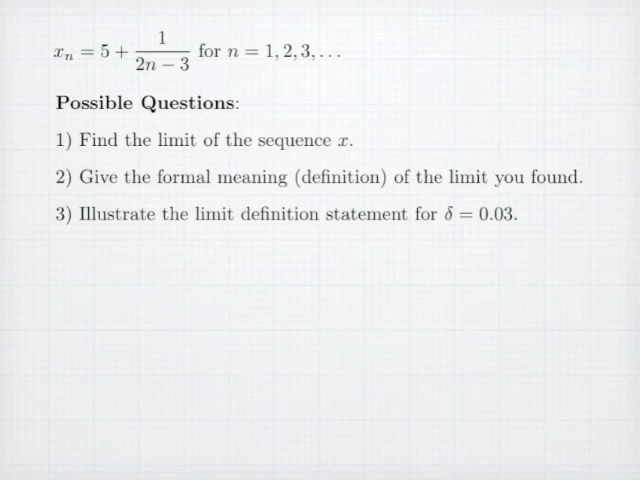 xₙ = 5 + 1/(2n − 3) for n = 1, 2, 3, . . .
Possible Questions:
1) Find the limit of the sequence x.
2) Give the formal meaning (definition) of the limit you found.
3) Illustrate the limit definition statement for δ = 0.03.